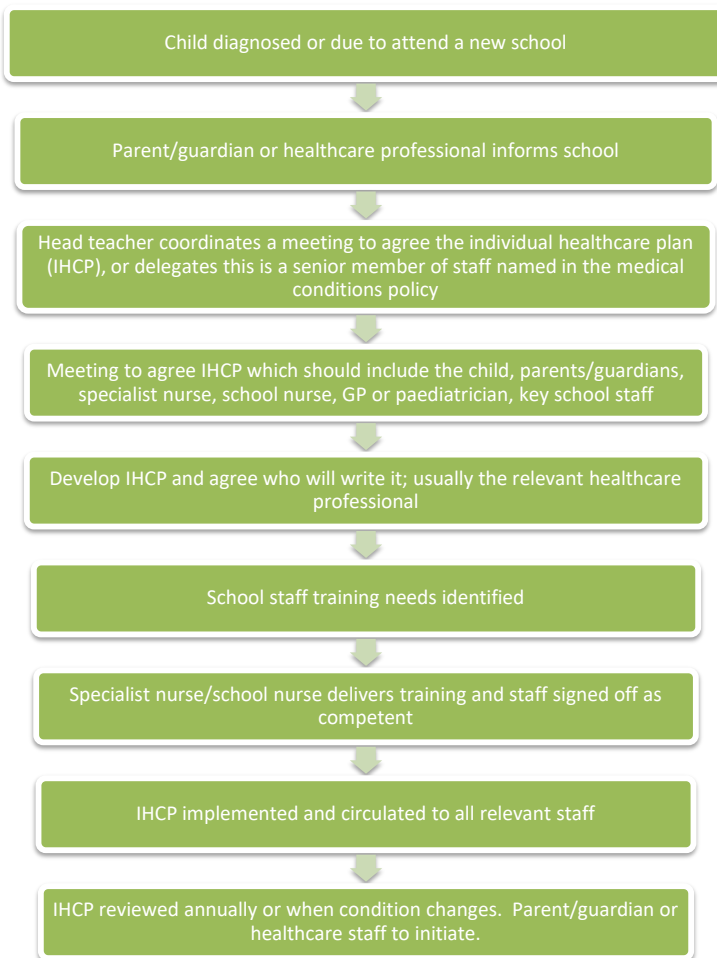 Child diagnosed or due to attend a new school
Parent/guardian or healthcare professional informs school
Head teacher coordinates a meeting to agree the individual healthcare plan
(IHCP), or delegates this is a senior member of staff named in the medical
conditions policy
Meeting to agree IHCP which should include the child, parents/guardians,
specialist nurse, school nurse, GP or paediatrician, key school staff
Develop IHCP and agree who will write it; usually the relevant healthcare
professional
School staff training needs identified
Specialist nurse/school nurse delivers training and staff signed off as
competent
IHCP implemented and circulated to all relevant staff
IHCP reviewed annually or when condition changes.  Parent/guardian or
healthcare staff to initiate.